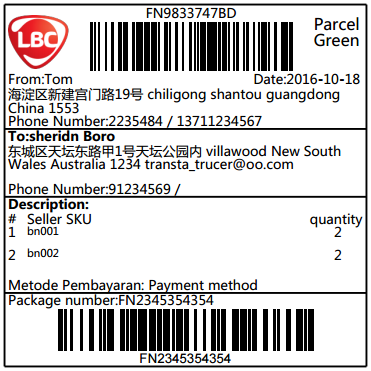 FN9833747BD
LBC
Parcel
Green
From:Tom Date:2016-10-18
海淀区新建宫门路19号 chiligong shantou guangdong
China 1553
Phone Number:2235484 / 13711234567
To:sheridn Boro
东城区天坛东路甲1号天坛公园内 villawood New South
Wales Australia 1234 transta_trucer@oo.com
Phone Number:91234569 /
Description:
# Seller SKU quantity
1 bn001 2
2 bn002 2
Metode Pembayaran: Payment method
Package number:FN2345354354
FN2345354354